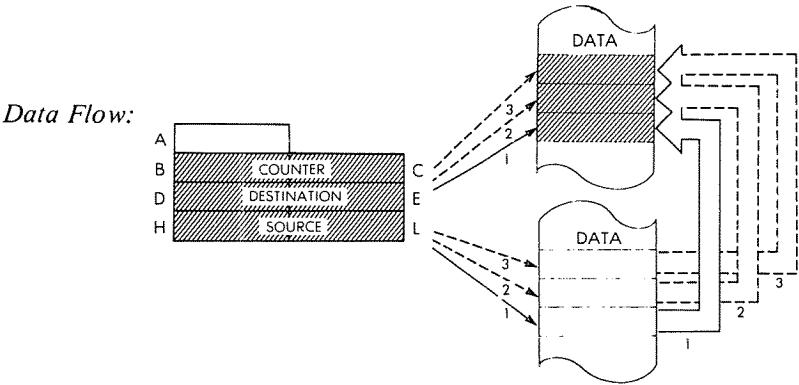 Data Flow:
A
B COUNTER C
D DESTINATION E
H SOURCE L
DATA
3
2
1
DATA
3
2
1
3
2
1